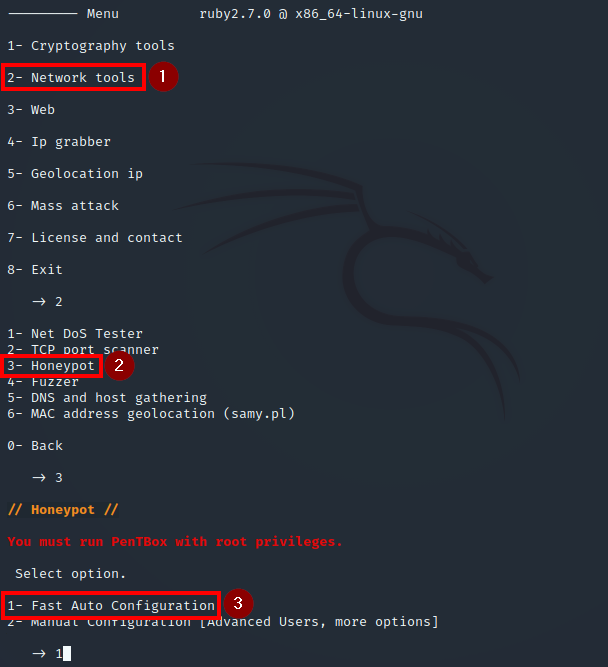 --------- Menu ruby2.7.0 @ x86_64-linux-gnu
1- Cryptography tools
2- Network tools 1
3- Web
4- Ip grabber
5- Geolocation ip
6- Mass attack
7- License and contact
8- Exit
→ 2
1- Net DoS Tester
2- TCP port scanner
3- Honeypot 2
4- Fuzzer
5- DNS and host gathering
6- MAC address geolocation (samy.pl)
0- Back
→ 3
// Honeypot //
You must run PenTBox with root privileges.
Select option.
1- Fast Auto Configuration 3
2- Manual Configuration [Advanced Users, more options]
→ 1